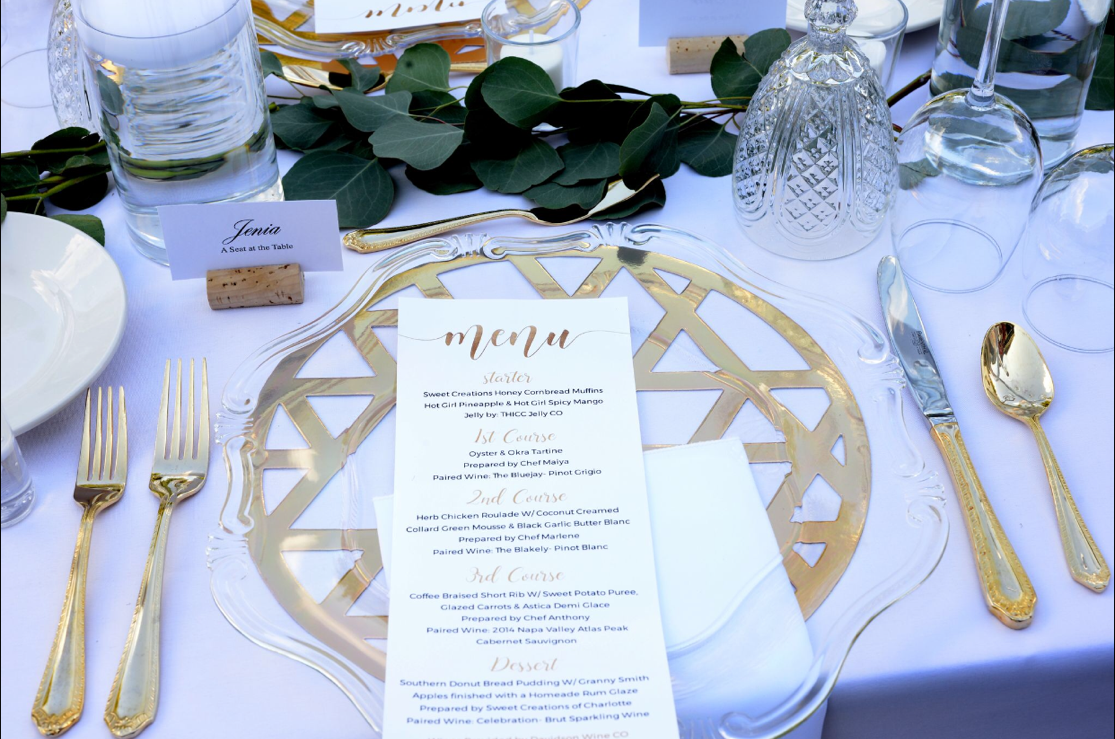 menu
Jenia
A Seat at the Table
menu
starter
Sweet Creations Honey Cornbread Muffins
Hot Girl Pineapple & Hot Girl Spicy Mango
Jelly by: THICC Jelly CO
1st Course
Oyster & Okra Tartine
Prepared by Chef Maiya
Paired Wine: The Bluejay- Pinot Grigio
2nd Course
Herb Chicken Roulade W/ Coconut Creamed
Collard Green Mousse & Black Garlic Butter Blanc
Prepared by Chef Marlene
Paired Wine: The Blakely- Pinot Blanc
3rd Course
Coffee Braised Short Rib W/ Sweet Potato Puree,
Glazed Carrots & Astica Demi Glace
Prepared by Chef Anthony
Paired Wine: 2014 Napa Valley Atlas Peak
Cabernet Sauvignon
Dessert
Southern Donut Bread Pudding W/ Granny Smith
Apples finished with a Homeade Rum Glaze
Prepared by Sweet Creations of Charlotte
Paired Wine: Celebration- Brut Sparkling Wine
Wine CO